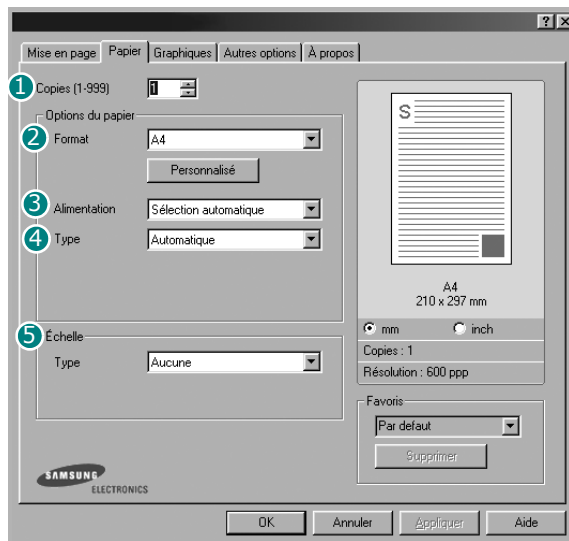 ? X
Mise en page Papier Graphiques Autres options À propos
1 Copies (1-999) 1
Options du papier
2 Format A4
Personnalisé
3 Alimentation Sélection automatique
4 Type Automatique
5 Échelle
Type Aucune
S
A4
210 x 297 mm
mm inch
Copies : 1
Résolution : 600 ppp
Favoris
Par defaut
Supprimer
SAMSUNG
ELECTRONICS
OK Annuler Appliquer Aide